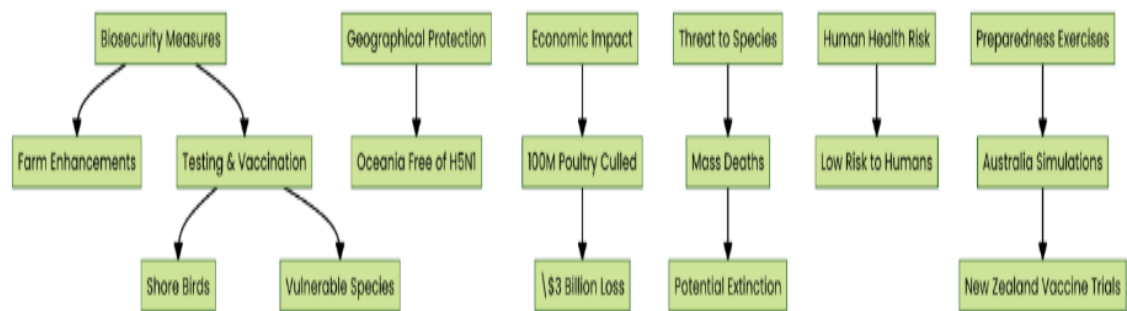 Biosecurity Measures
Geographical Protection
Economic Impact
Threat to Species
Human Health Risk
Preparedness Exercises
Farm Enhancements
Testing & Vaccination
Oceania Free of H5N1
100M Poultry Culled
Mass Deaths
Low Risk to Humans
Australia Simulations
Shore Birds
Vulnerable Species
\$3 Billion Loss
Potential Extinction
New Zealand Vaccine Trials